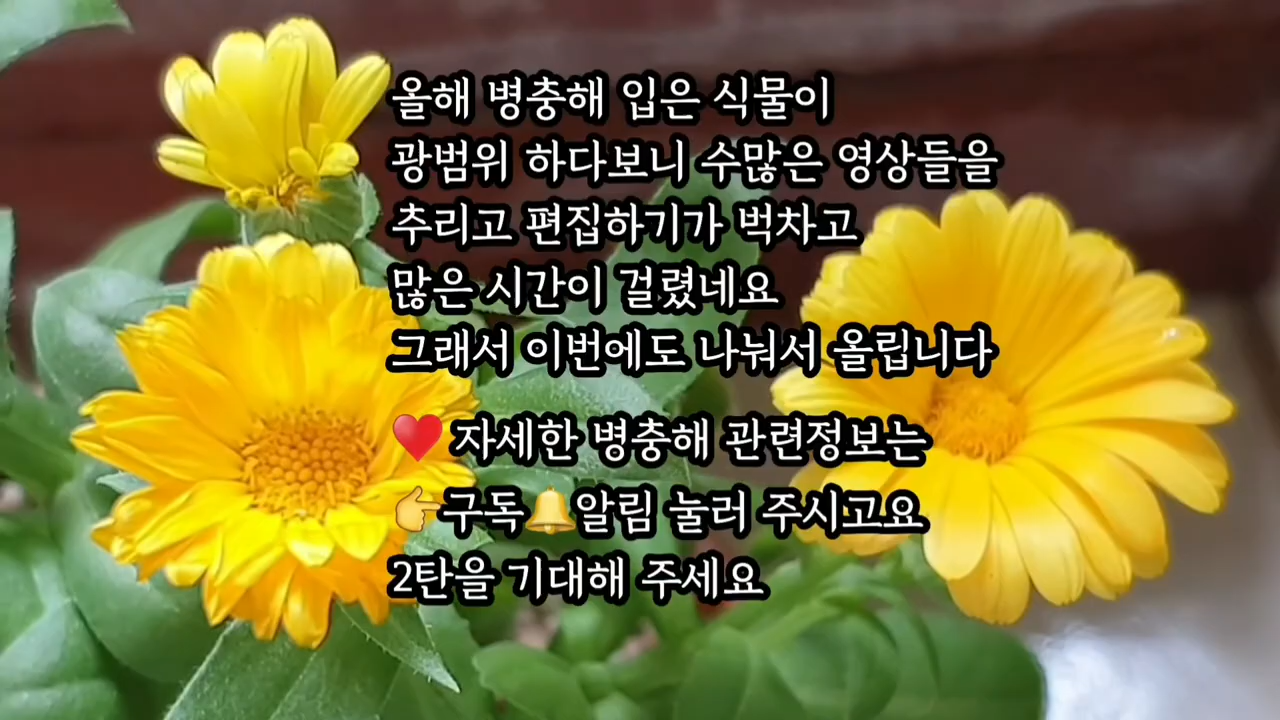 올해 병충해 입은 식물이
광범위 하다보니 수많은 영상들을
추리고 편집하기가 벅차고
많은 시간이 걸렸네요
그래서 이번에도 나눠서 올립니다
♥️ 자세한 병충해 관련정보는
👉구독🔔알림 눌러 주시고요
2탄을 기대해 주세요